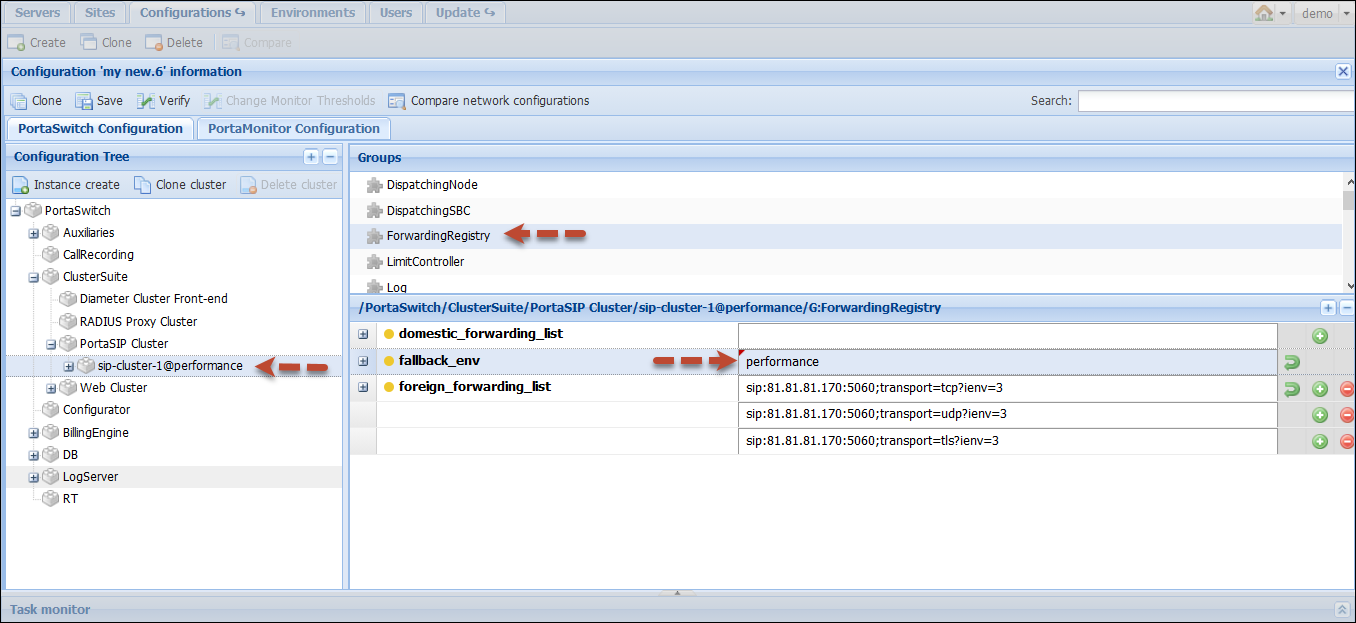 Servers Sites Configurations ↪ Environments Users Update ↪ demo
Create Clone Delete Compare
Configuration 'my new.6' information
Clone Save Verify Change Monitor Thresholds Compare network configurations Search:
PortaSwitch Configuration PortaMonitor Configuration
Configuration Tree
Instance create Clone cluster Delete cluster
PortaSwitch
Auxiliaries
CallRecording
ClusterSuite
Diameter Cluster Front-end
RADIUS Proxy Cluster
PortaSIP Cluster
sip-cluster-1@performance
Web Cluster
Configurator
BillingEngine
DB
LogServer
RT
Groups
DispatchingNode
DispatchingSBC
ForwardingRegistry
LimitController
Log
/PortaSwitch/ClusterSuite/PortaSIP Cluster/sip-cluster-1@performance/G:ForwardingRegistry
domestic_forwarding_list
fallback_env performance
foreign_forwarding_list sip:81.81.81.170:5060;transport=tcp?ienv=3
sip:81.81.81.170:5060;transport=udp?ienv=3
sip:81.81.81.170:5060;transport=tls?ienv=3
Task monitor